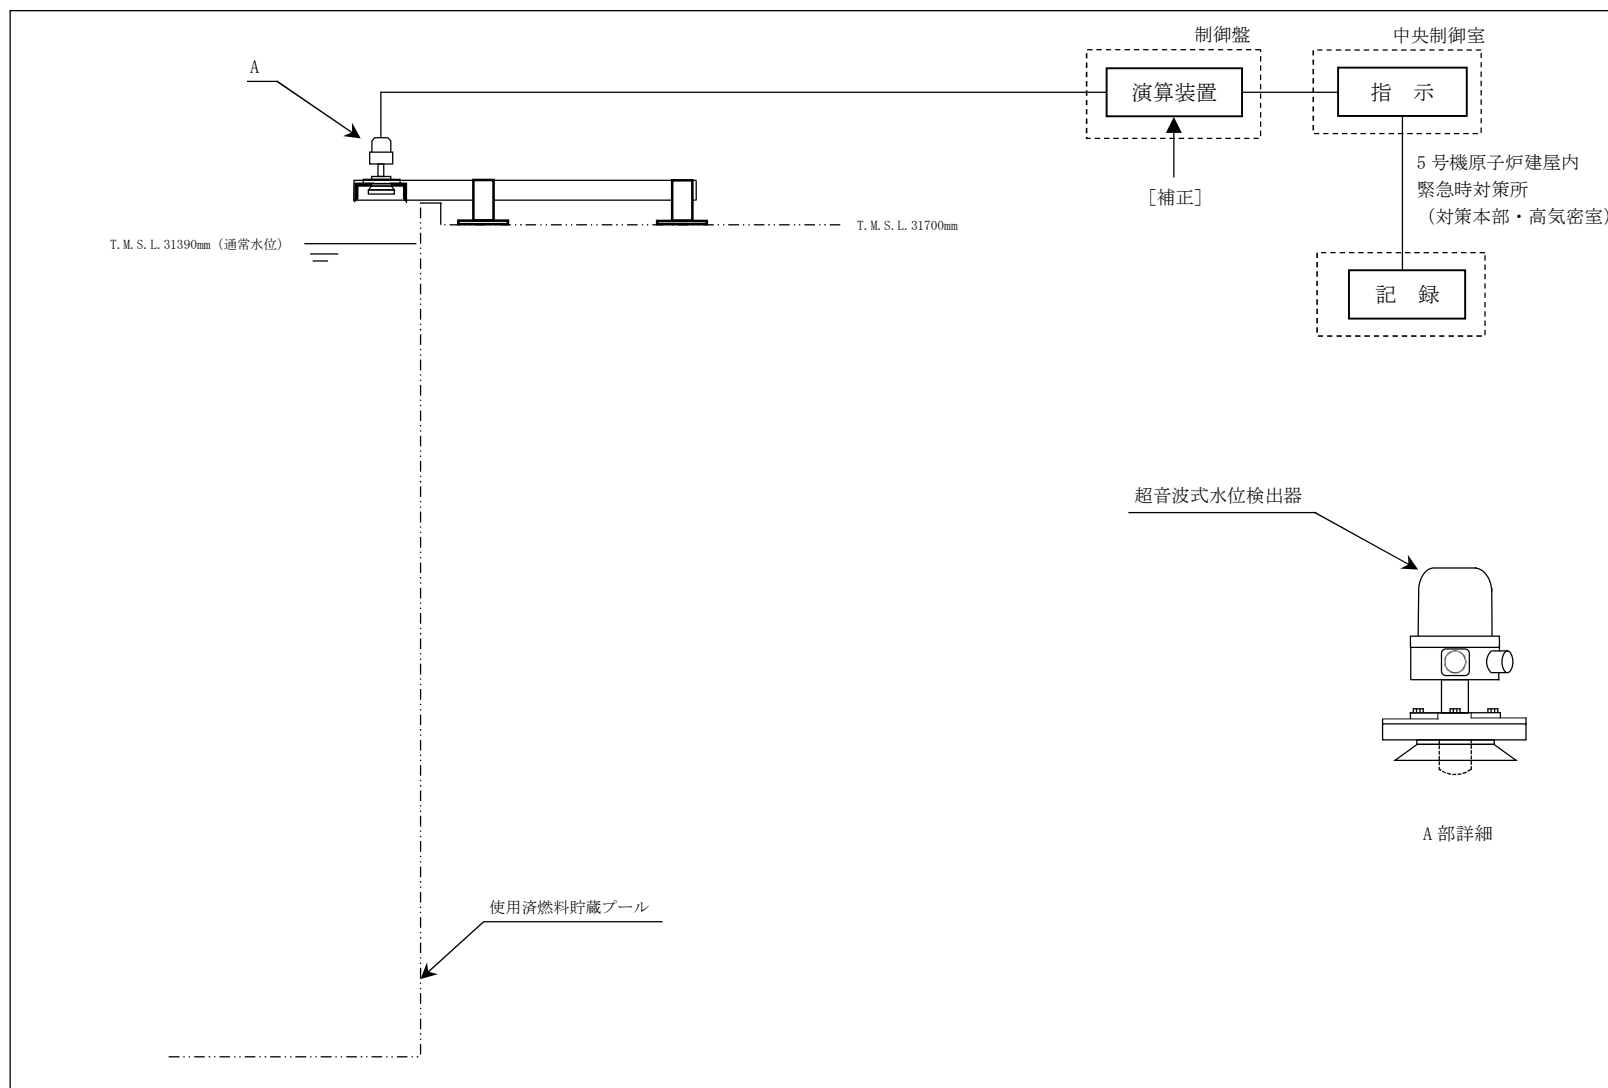 制御盤
中央制御室
A
演算装置
指 示
5 号機原子炉建屋内
緊急時対策所
（対策本部・高気密室）
［補正］
T.M.S.L.31700mm
T.M.S.L.31390mm（通常水位）
記 録
超音波式水位検出器
A 部詳細
使用済燃料貯蔵プール